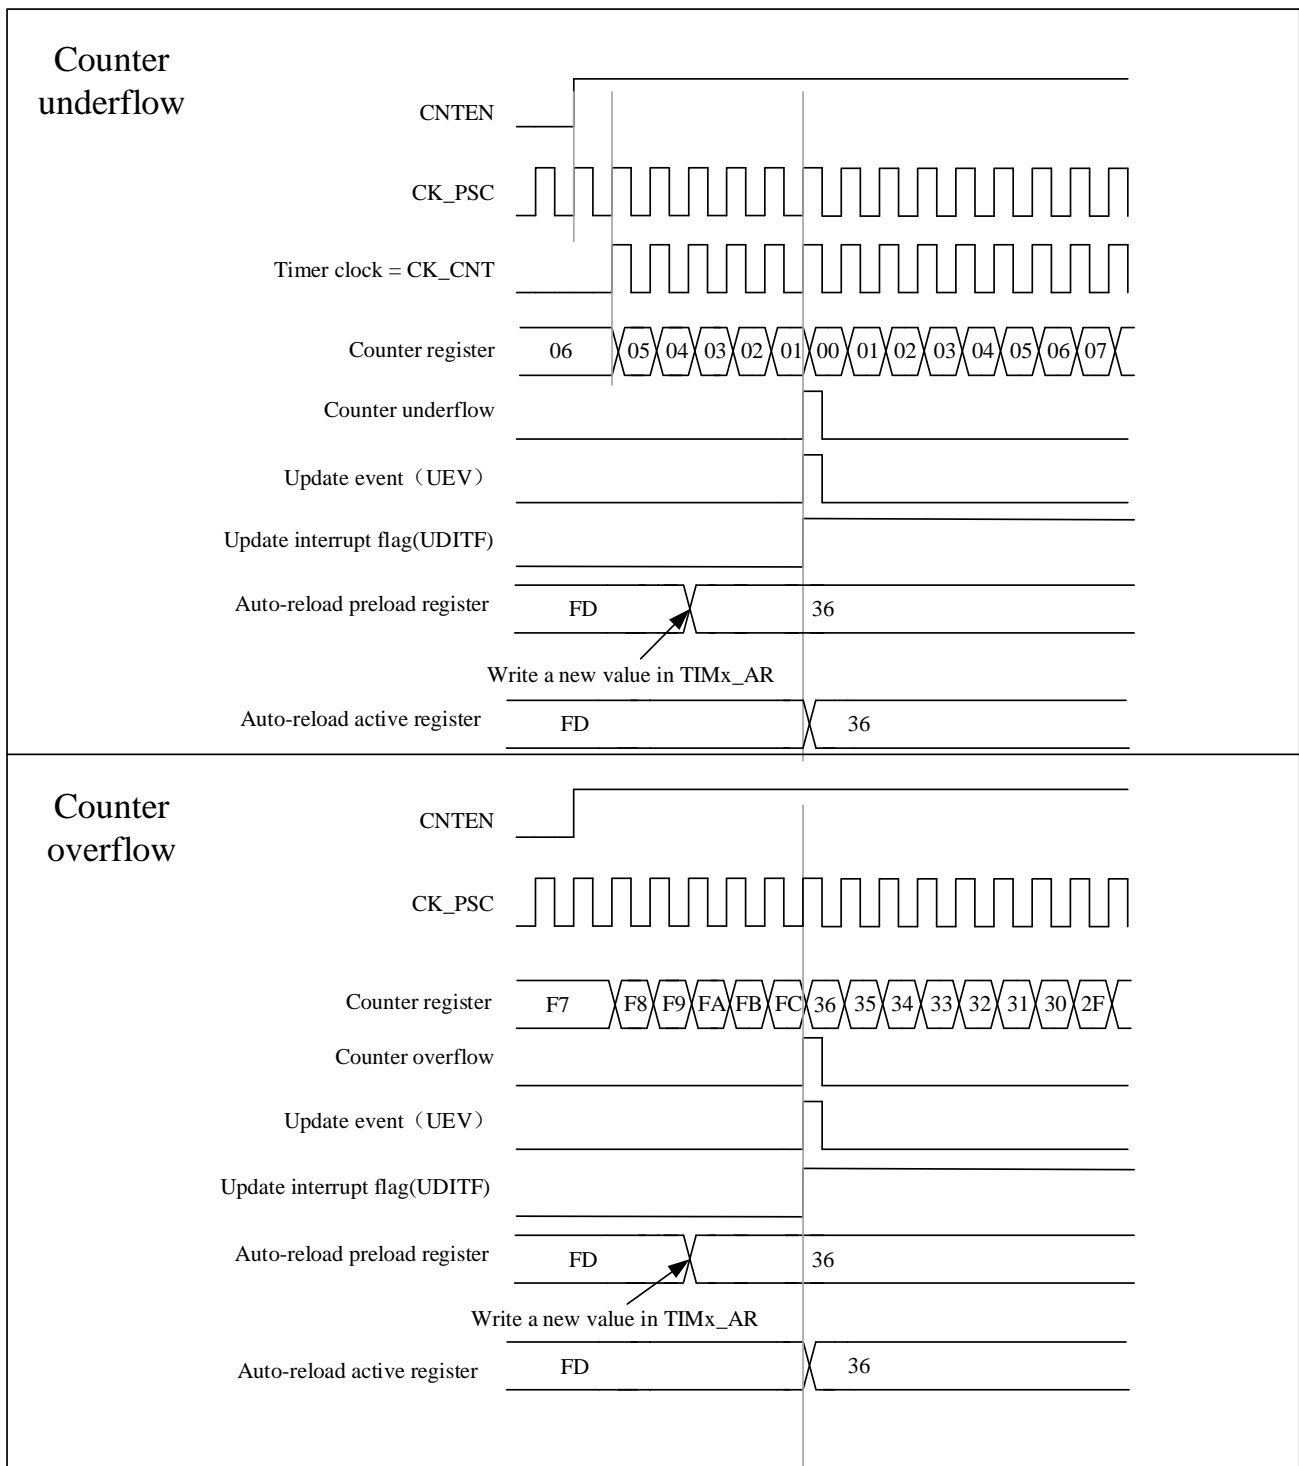 Counter
underflow
CNTEN
CK_PSC
Timer clock = CK_CNT
Counter register 06 05 04 03 02 01 00 01 02 03 04 05 06 07
Counter underflow
Update event（UEV）
Update interrupt flag(UDITF)
Auto-reload preload register FD 36
Write a new value in TIMx_AR
Auto-reload active register FD 36
Counter
overflow
CNTEN
CK_PSC
Counter register F7 F8 F9 FA FB FC 36 35 34 33 32 31 30 2F
Counter overflow
Update event（UEV）
Update interrupt flag(UDITF)
Auto-reload preload register FD 36
Write a new value in TIMx_AR
Auto-reload active register FD 36